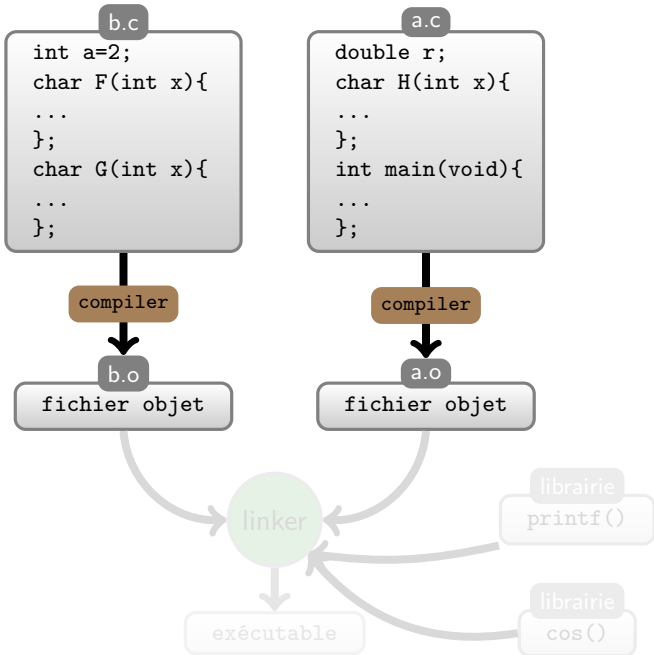 b.c
int a=2;
char F(int x){
...
};
char G(int x){
...
};
a.c
double r;
char H(int x){
...
};
int main(void){
...
};
compiler
compiler
b.o
fichier objet
a.o
fichier objet
linker
librairie
printf()
librairie
cos()
exécutable